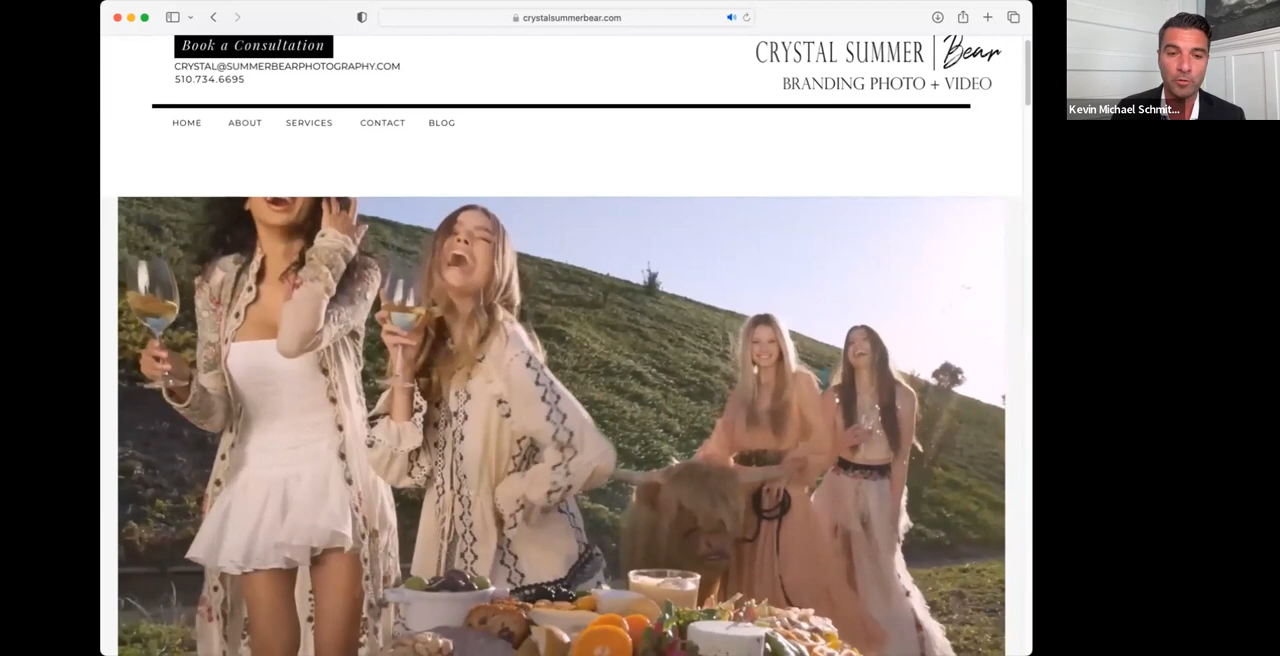 crystalsummerbear.com
Book a Consultation
CRYSTAL@SUMMERBEARPHOTOGRAPHY.COM
510.734.6695
CRYSTAL SUMMER | Bear
BRANDING PHOTO + VIDEO
HOME ABOUT SERVICES CONTACT BLOG
Kevin Michael Schmit...